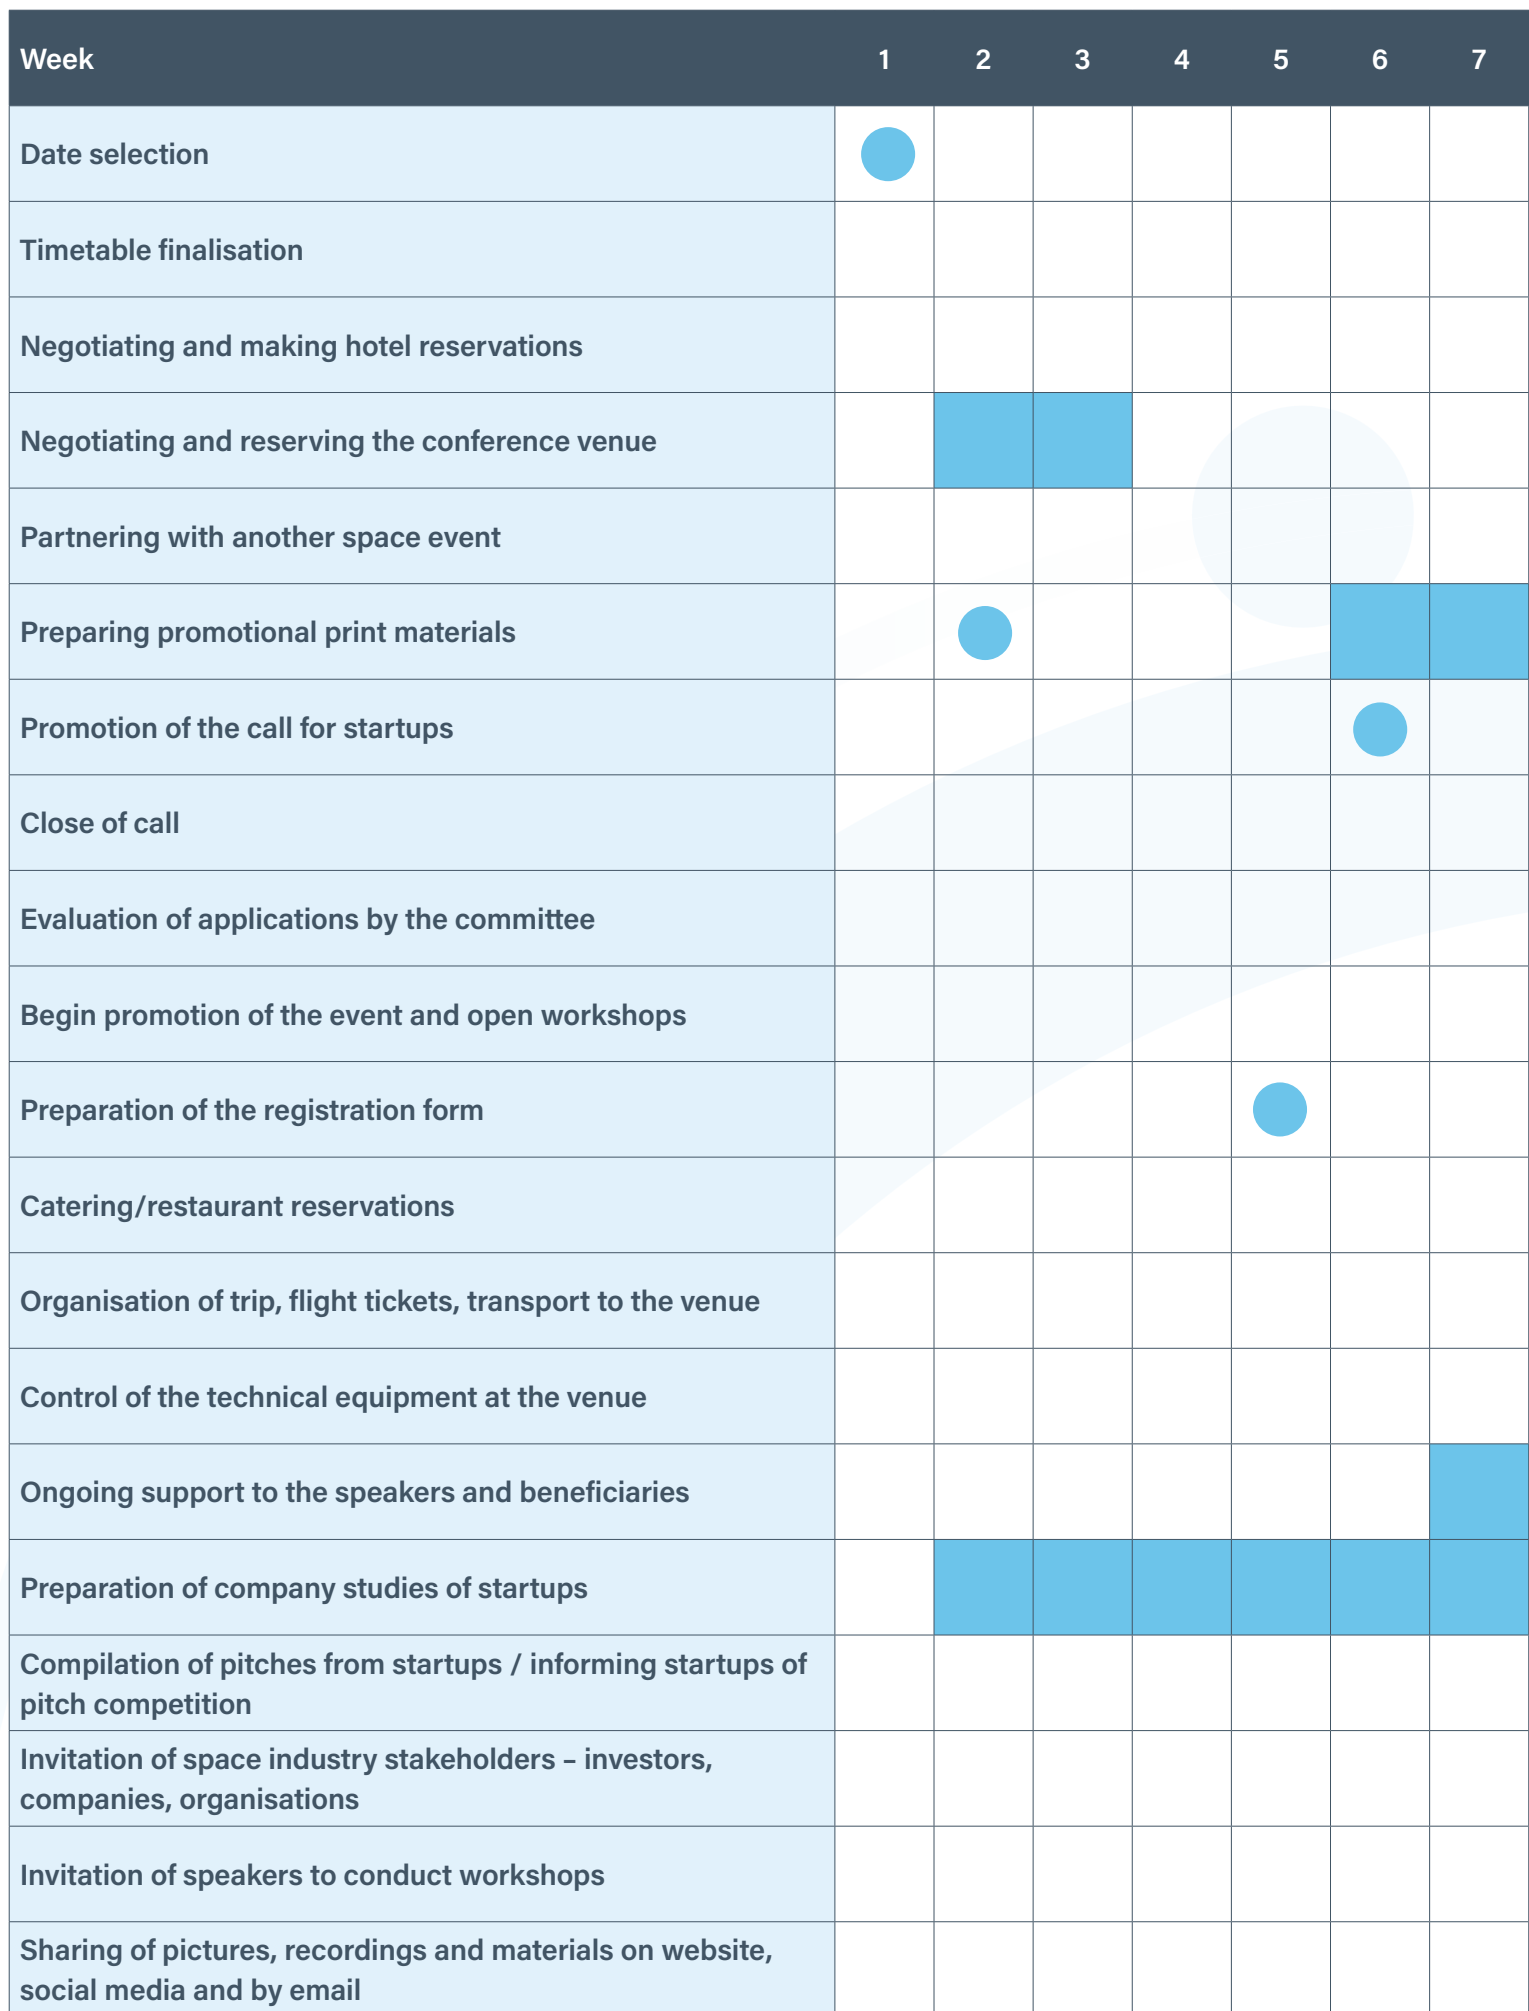 Week 1 2 3 4 5 6 7
Date selection
Timetable finalisation
Negotiating and making hotel reservations
Negotiating and reserving the conference venue
Partnering with another space event
Preparing promotional print materials
Promotion of the call for startups
Close of call
Evaluation of applications by the committee
Begin promotion of the event and open workshops
Preparation of the registration form
Catering/restaurant reservations
Organisation of trip, flight tickets, transport to the venue
Control of the technical equipment at the venue
Ongoing support to the speakers and beneficiaries
Preparation of company studies of startups
Compilation of pitches from startups / informing startups of
pitch competition
Invitation of space industry stakeholders – investors,
companies, organisations
Invitation of speakers to conduct workshops
Sharing of pictures, recordings and materials on website,
social media and by email